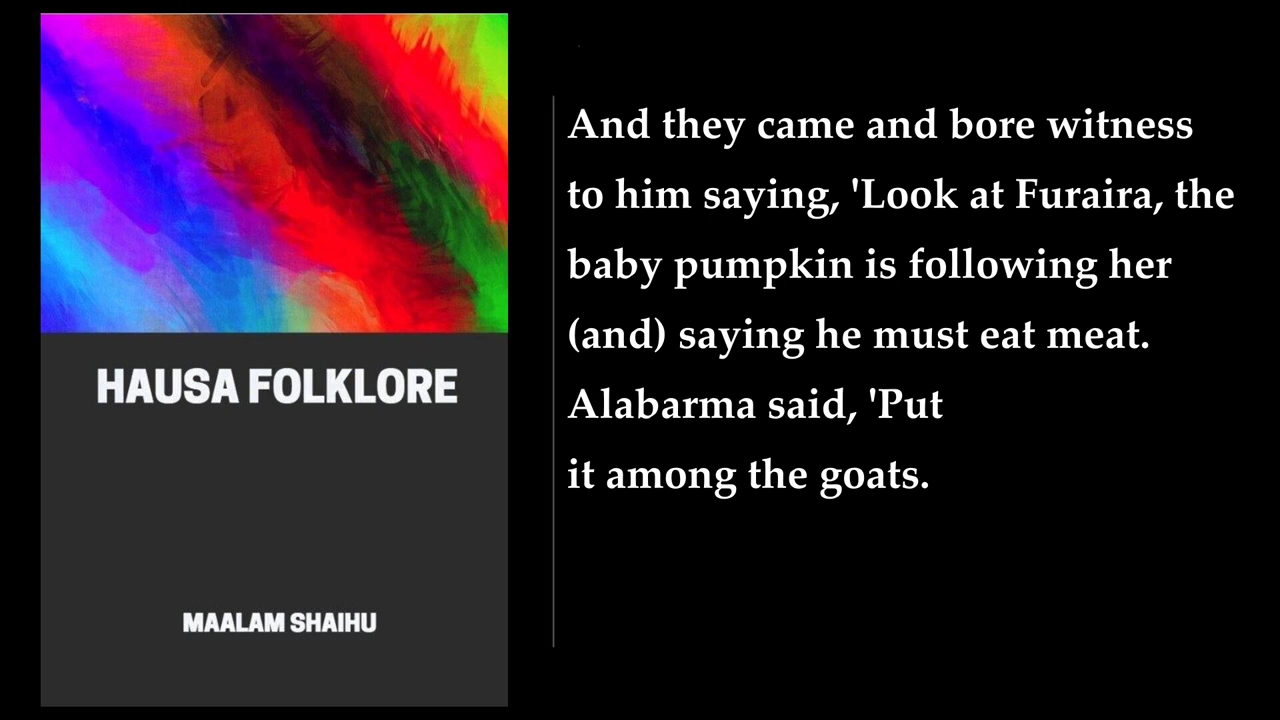 HAUSA FOLKLORE
MAALAM SHAIHU
And they came and bore witness
to him saying, 'Look at Furaira, the
baby pumpkin is following her
(and) saying he must eat meat.
Alabarma said, 'Put
it among the goats.